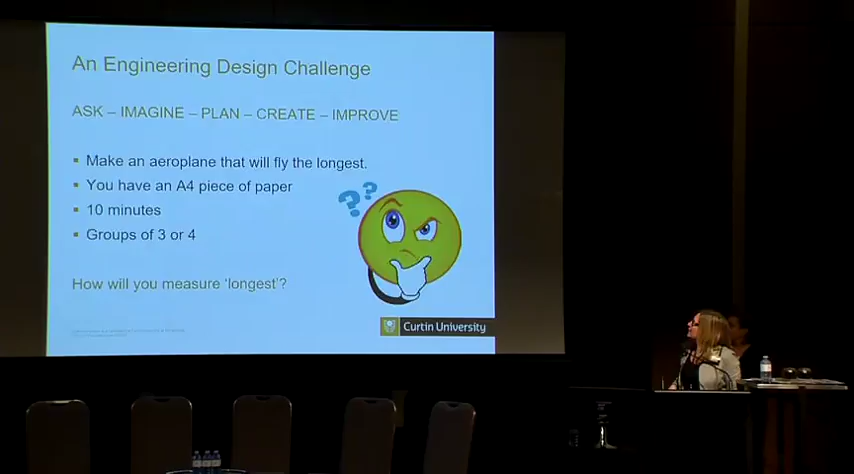 An Engineering Design Challenge
ASK – IMAGINE – PLAN – CREATE – IMPROVE
▪ Make an aeroplane that will fly the longest.
▪ You have an A4 piece of paper
▪ 10 minutes
▪ Groups of 3 or 4
How will you measure ‘longest’?
??
Curtin University